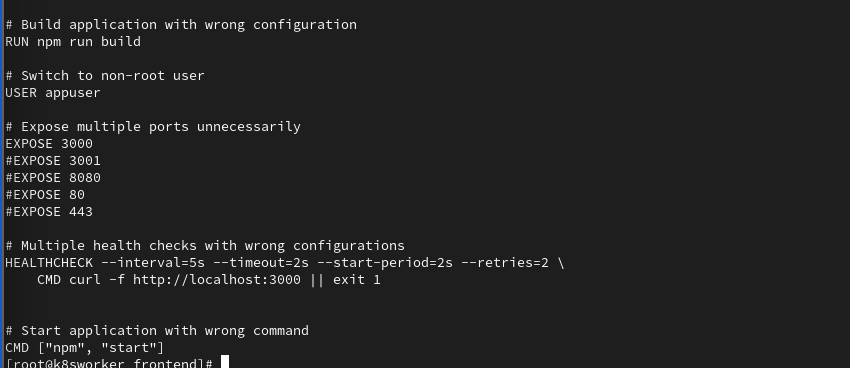 # Build application with wrong configuration
RUN npm run build
# Switch to non-root user
USER appuser
# Expose multiple ports unnecessarily
EXPOSE 3000
#EXPOSE 3001
#EXPOSE 8080
#EXPOSE 80
#EXPOSE 443
# Multiple health checks with wrong configurations
HEALTHCHECK --interval=5s --timeout=2s --start-period=2s --retries=2 \
    CMD curl -f http://localhost:3000 || exit 1
# Start application with wrong command
CMD ["npm", "start"]
[root@k8sworker frontend]#